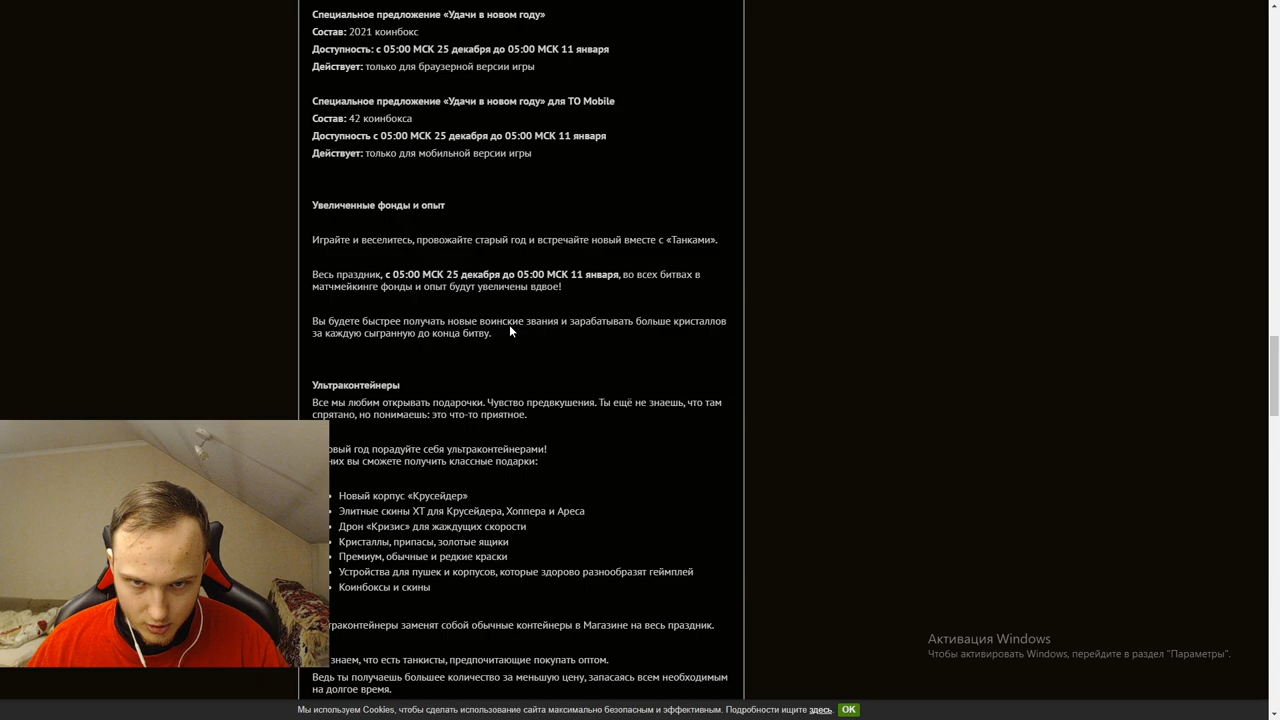 Специальное предложение «Удачи в новом году»
Состав: 2021 коинбокс
Доступность: с 05:00 МСК 25 декабря до 05:00 МСК 11 января
Действует: только для браузерной версии игры
Специальное предложение «Удачи в новом году» для ТО Mobile
Состав: 42 коинбокса
Доступность с 05:00 МСК 25 декабря до 05:00 МСК 11 января
Действует: только для мобильной версии игры
Увеличенные фонды и опыт
Играйте и веселитесь, провожайте старый год и встречайте новый вместе с «Танками».
Весь праздник, с 05:00 МСК 25 декабря до 05:00 МСК 11 января, во всех битвах в
матчмейкинге фонды и опыт будут увеличены вдвое!
Вы будете быстрее получать новые воинские звания и зарабатывать больше кристаллов
за каждую сыгранную до конца битву.
Ультраконтейнеры
Все мы любим открывать подарочки. Чувство предвкушения. Ты ещё не знаешь, что там
спрятано, но понимаешь: это что-то приятное.
год порадуйте себя ультраконтейнерами!
них вы сможете получить классные подарки:
Новый корпус «Крусейдер»
Элитные скины XT для Крусейдера, Хоппера и Ареса
Дрон «Кризис» для жаждущих скорости
Кристаллы, припасы, золотые ящики
Премиум, обычные и редкие краски
Устройства для пушек и корпусов, которые здорово разнообразят геймплей
Коинбоксы и скины
заменят собой обычные контейнеры в Магазине на весь праздник.
знаем, что есть танкисты, предпочитающие покупать оптом.
Ведь ты получаешь большее количество за меньшую цену, запасаясь всем необходимым
на долгое время.
Активация Windows
Чтобы активировать Windows, перейдите в раздел "Параметры".
Мы используем Cookies, чтобы сделать использование сайта максимально безопасным и эффективным. Подробности ищите здесь. OK